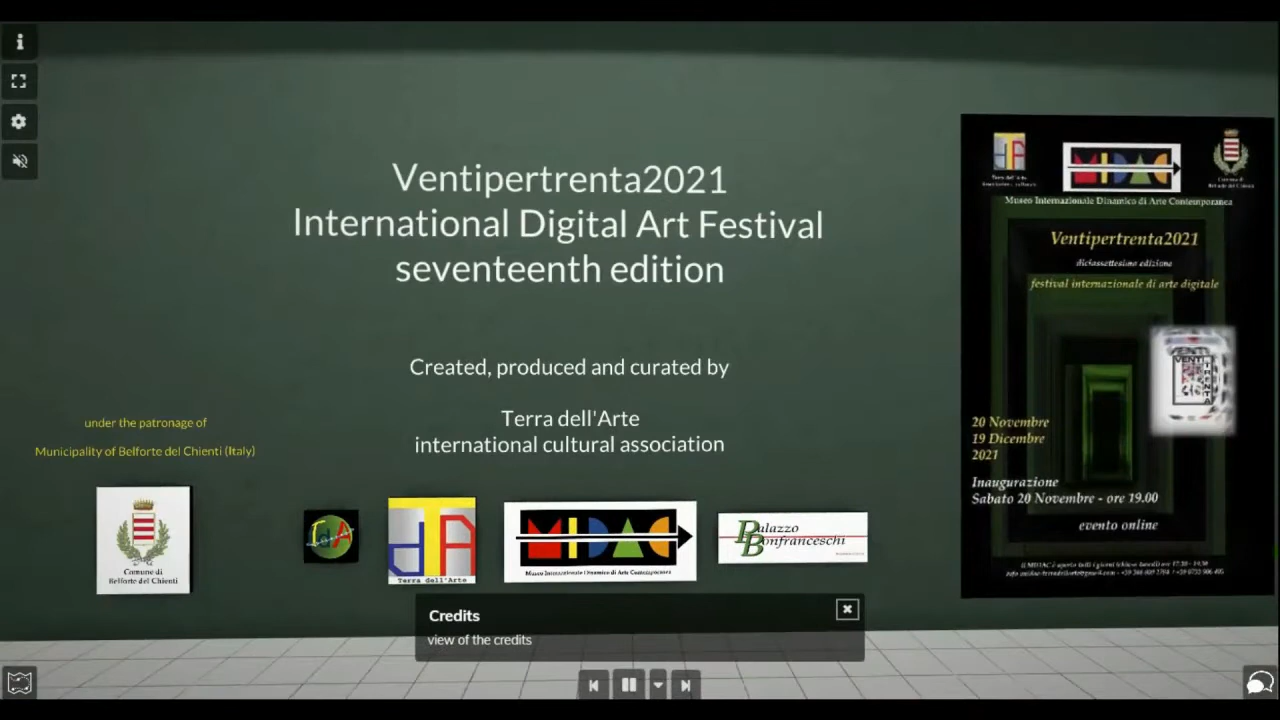 Ventipertrenta2021
International Digital Art Festival
seventeenth edition
Created, produced and curated by
Terra dell'Arte
international cultural association
under the patronage of
Municipality of Belforte del Chienti (Italy)
Comune di
Belforte del Chienti
Terra dell'Arte
MIDAC
Museo Internazionale Dinamico di Arte Contemporanea
Palazzo
Bonfranceschi
MIDAC
Museo Internazionale Dinamico di Arte Contemporanea
Ventipertrenta2021
diciassettesima edizione
festival internazionale di arte digitale
VENTI
TRENTA
20 Novembre
19 Dicembre
2021
Inaugurazione
Sabato 20 Novembre - ore 19.00
evento online
Credits
view of the credits